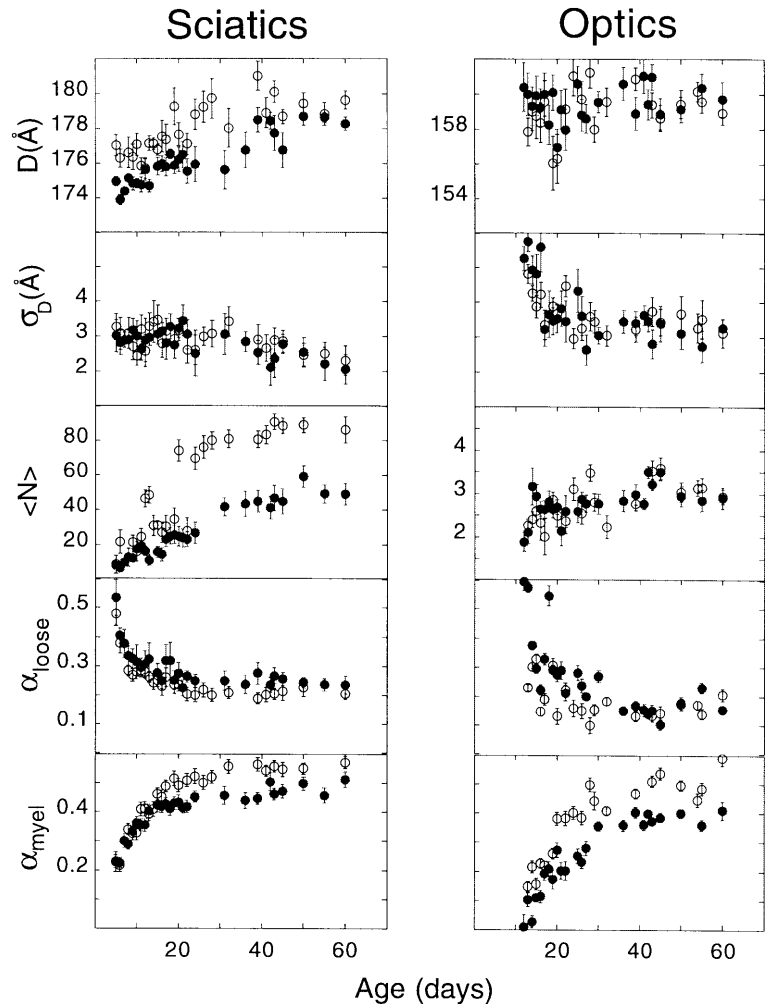 Sciatics Optics
D(Å)
180
178
176
174
158
154
σD(Å)
4
3
2
<N>
80
60
40
20
4
3
2
αloose
0.5
0.3
0.1
αmyel
0.4
0.2
20 40 60 20 40 60
Age (days)